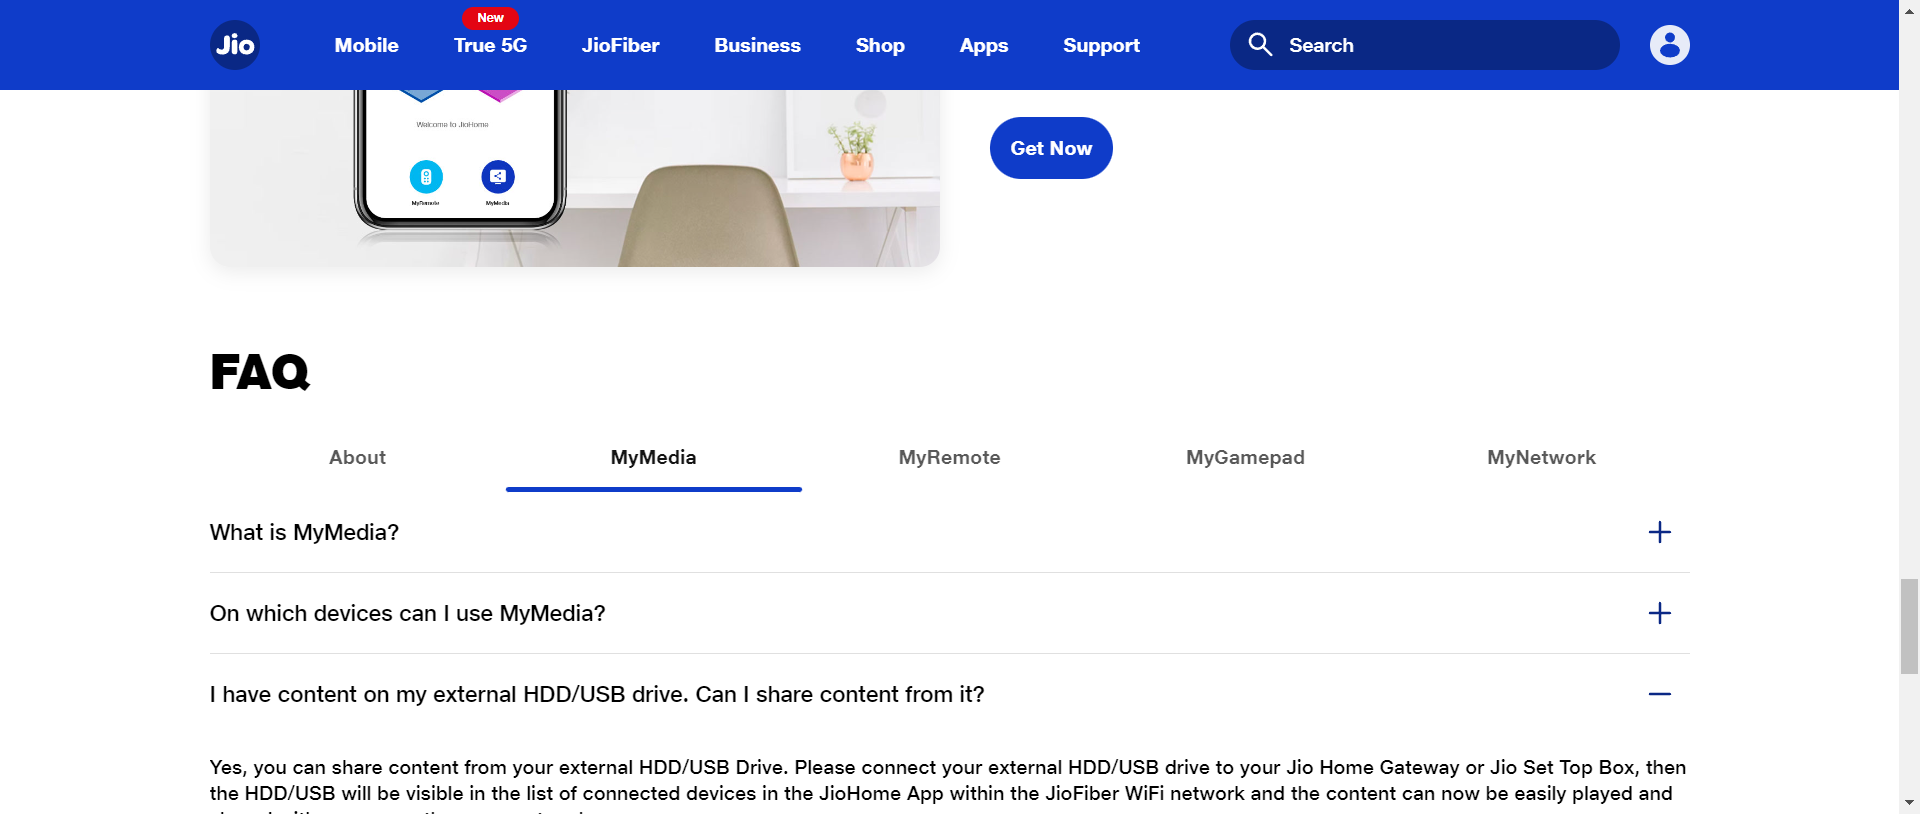 New
Jio Mobile True 5G JioFiber Business Shop Apps Support Search
Welcome to JioHome
MyRemote MyMedia
Get Now
FAQ
About MyMedia MyRemote MyGamepad MyNetwork
What is MyMedia?
On which devices can I use MyMedia?
I have content on my external HDD/USB drive. Can I share content from it?
Yes, you can share content from your external HDD/USB Drive. Please connect your external HDD/USB drive to your Jio Home Gateway or Jio Set Top Box, then
the HDD/USB will be visible in the list of connected devices in the JioHome App within the JioFiber WiFi network and the content can now be easily played and